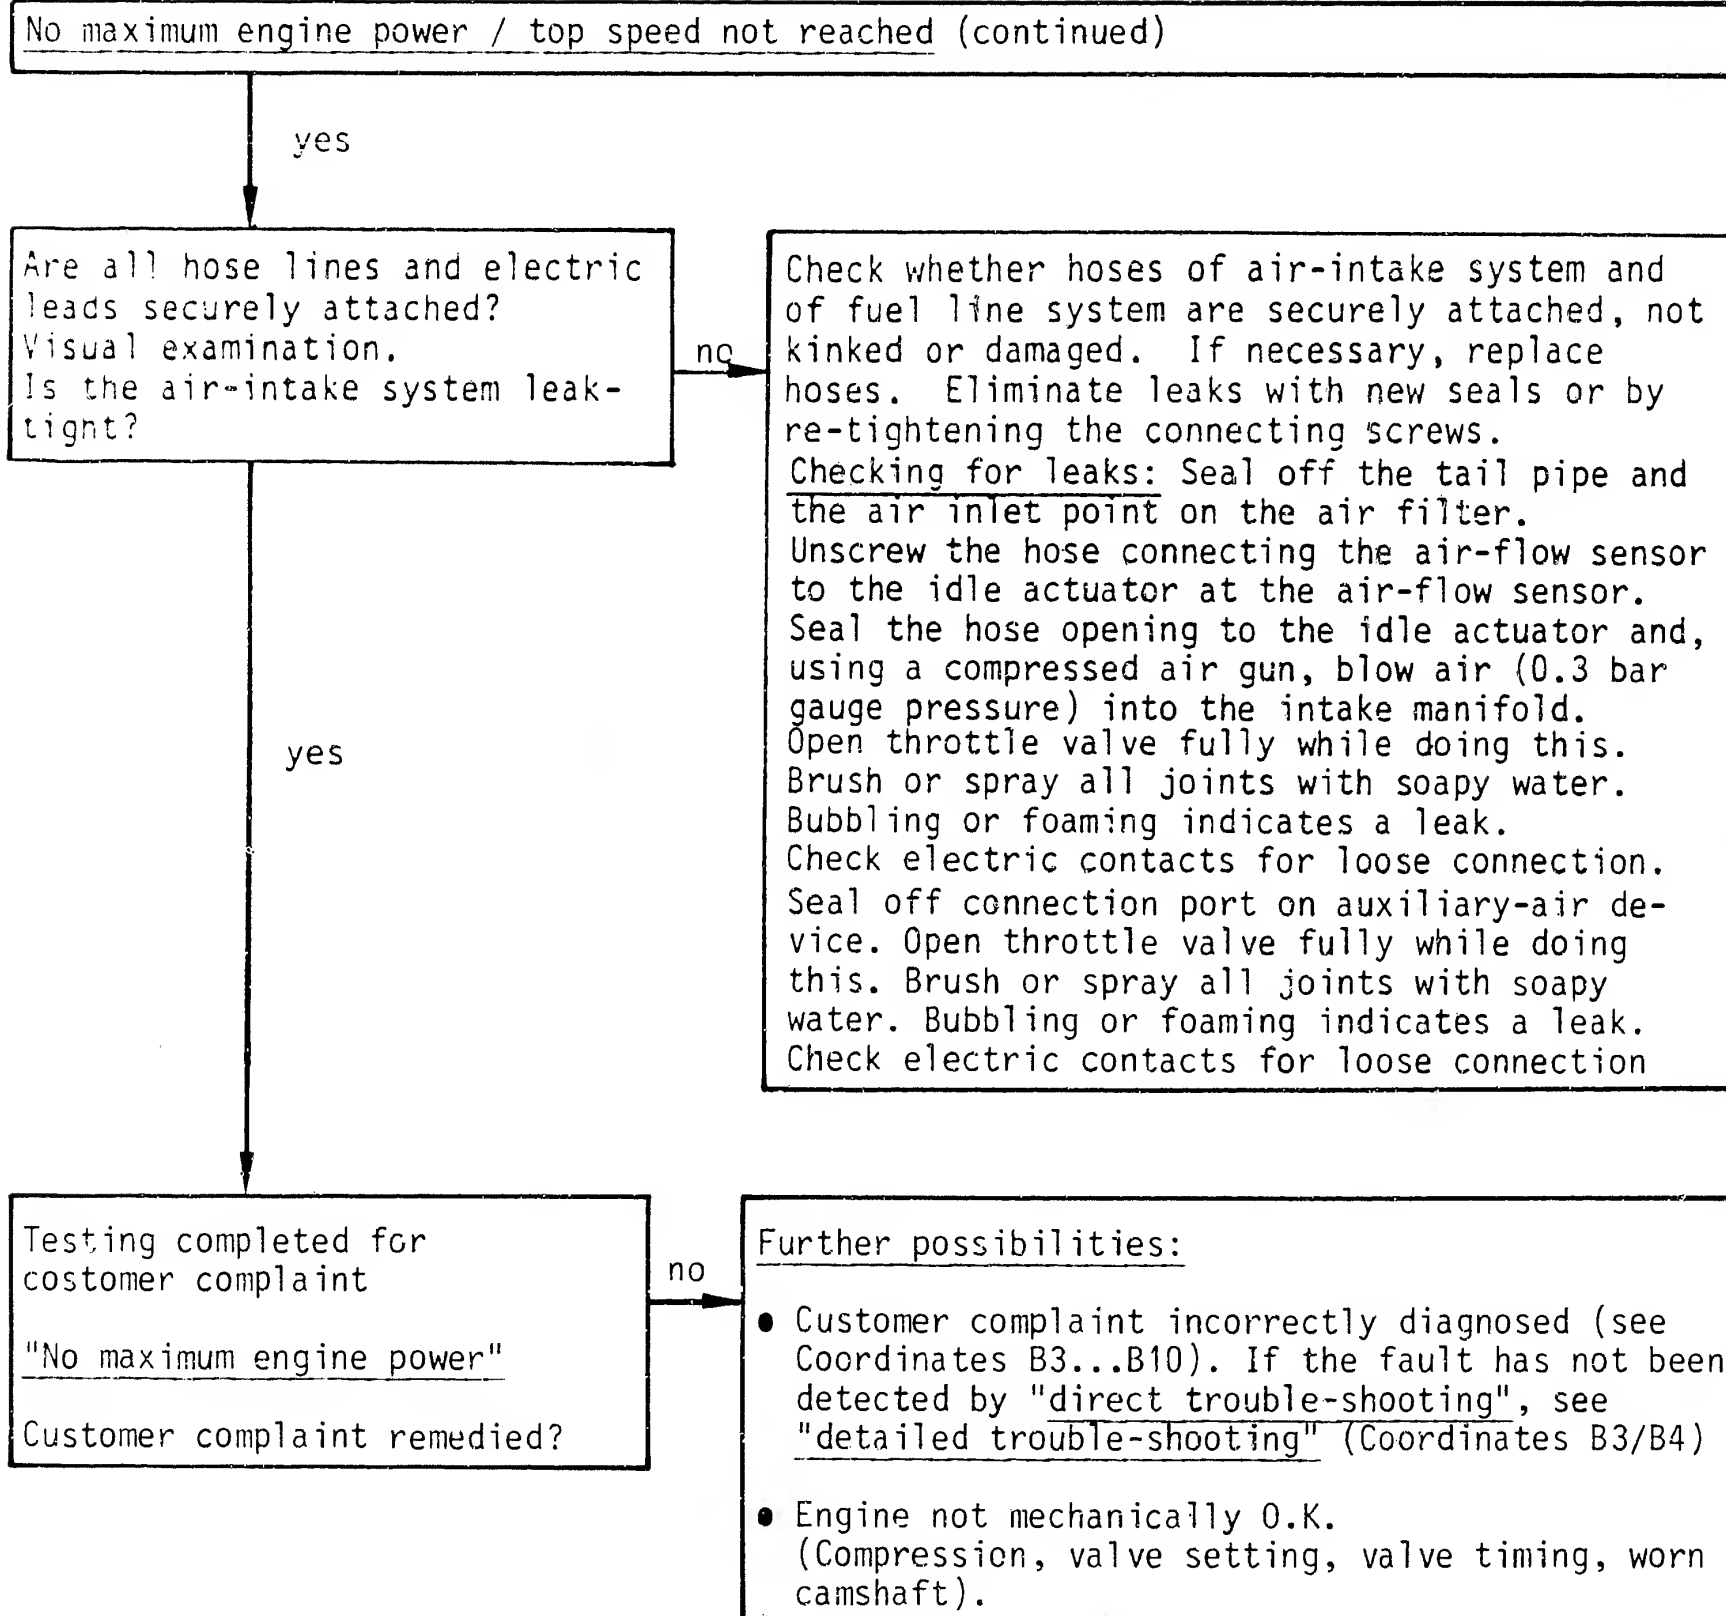 No maximum engine power / top speed not reached (continued)
yes
Are all hose lines and electric
leads securely attached?
Visual examination.
Is the air-intake system leak-
tight?
no
Check whether hoses of air-intake system and
of fuel line system are securely attached, not
kinked or damaged. If necessary, replace
hoses. Eliminate leaks with new seals or by
re-tightening the connecting screws.
Checking for leaks: Seal off the tail pipe and
the air inlet point on the air filter.
Unscrew the hose connecting the air-flow sensor
to the idle actuator at the air-flow sensor.
Seal the hose opening to the idle actuator and,
using a compressed air gun, blow air (0.3 bar
gauge pressure) into the intake manifold.
Open throttle valve fully while doing this.
Brush or spray all joints with soapy water.
Bubbling or foaming indicates a leak.
Check electric contacts for loose connection.
Seal off connection port on auxiliary-air de-
vice. Open throttle valve fully while doing
this. Brush or spray all joints with soapy
water. Bubbling or foaming indicates a leak.
Check electric contacts for loose connection
yes
Testing completed for
costomer complaint
"No maximum engine power"
Customer complaint remedied?
no
Further possibilities:
● Customer complaint incorrectly diagnosed (see
Coordinates B3...B10). If the fault has not been
detected by "direct trouble-shooting", see
"detailed trouble-shooting" (Coordinates B3/B4)
● Engine not mechanically O.K.
(Compression, valve setting, valve timing, worn
camshaft).